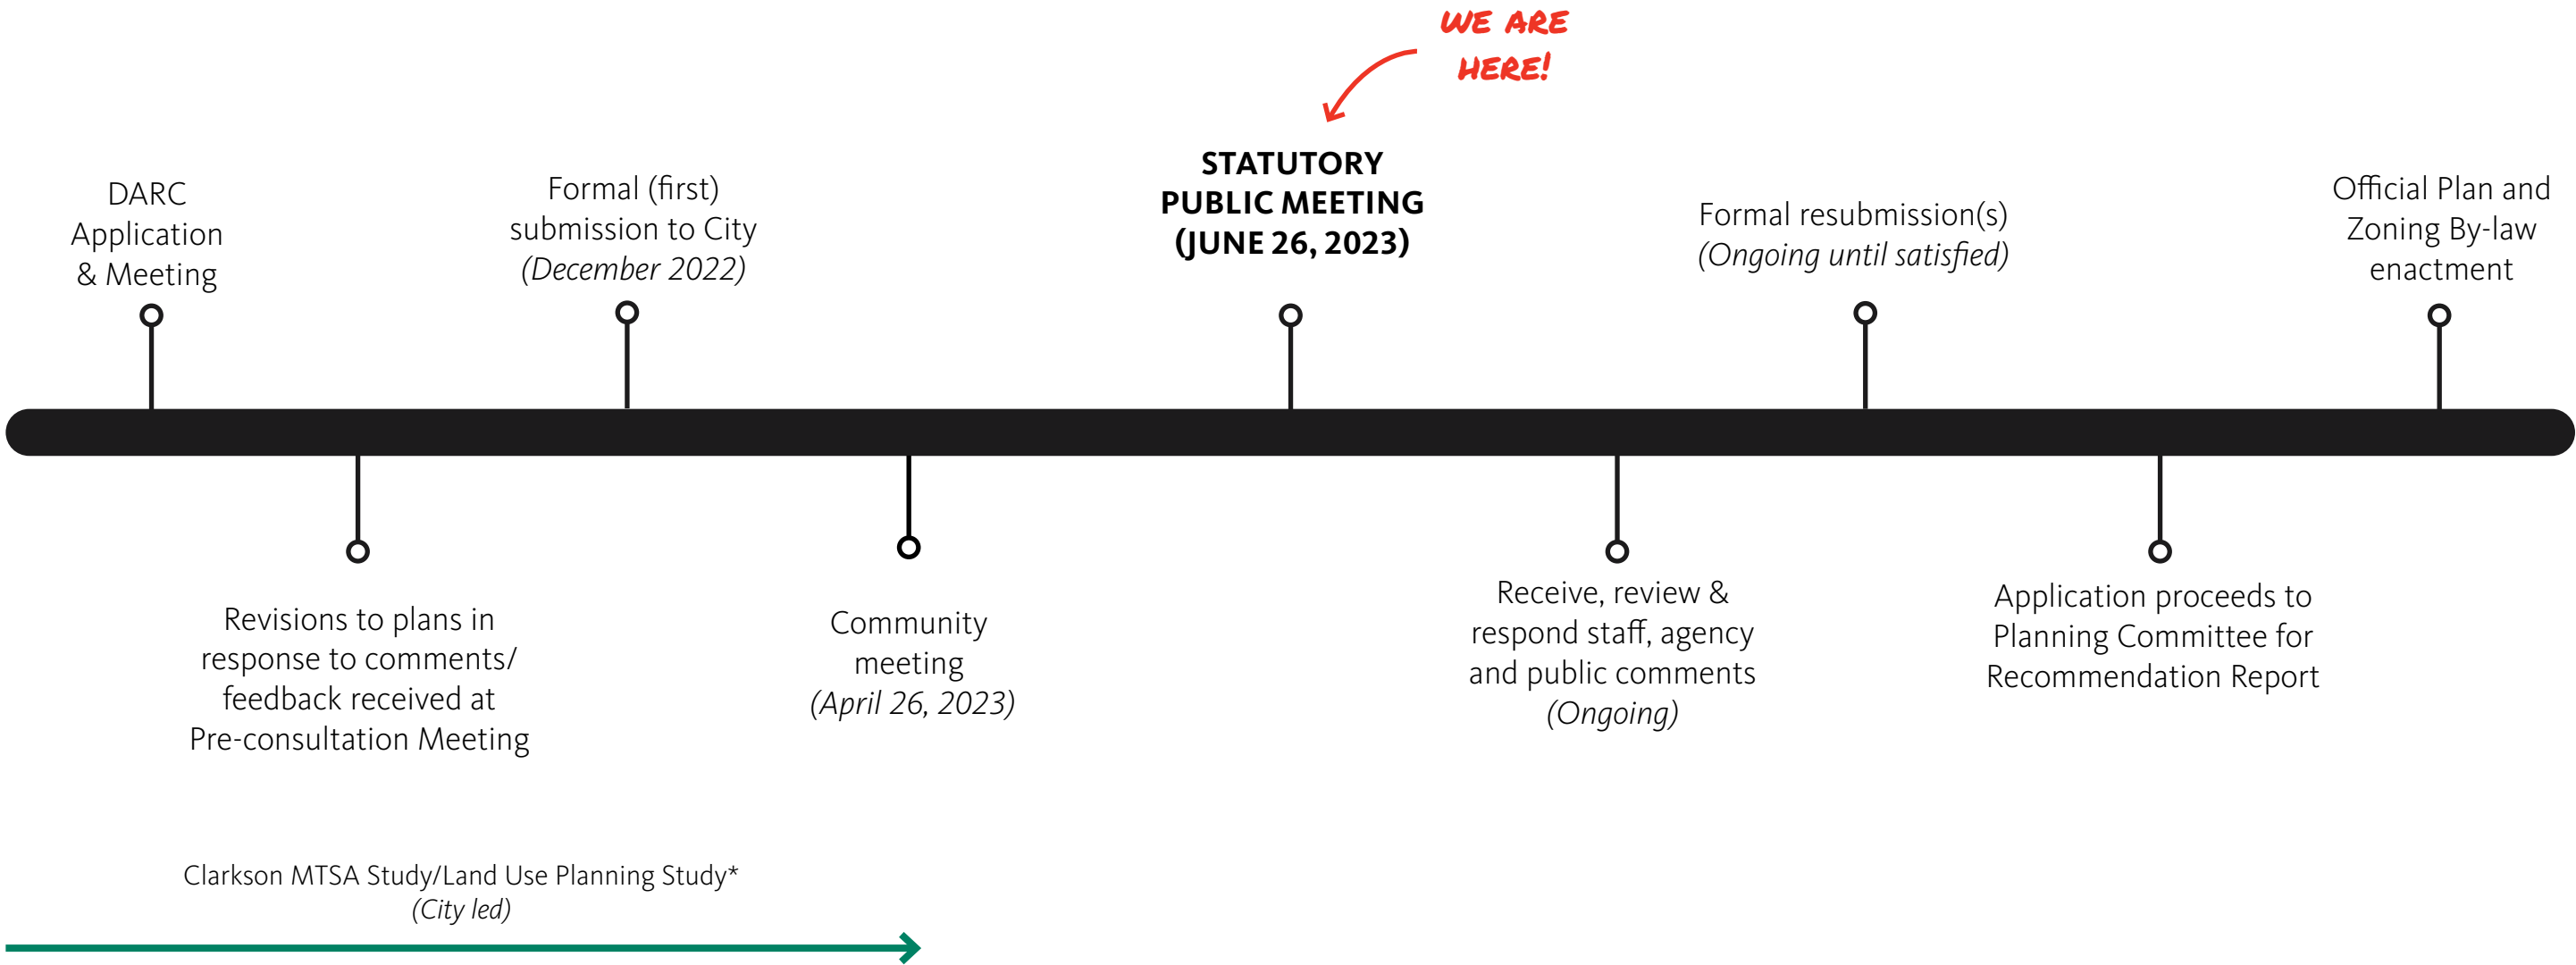 WE ARE
HERE!
DARC
Application
& Meeting
Formal (first)
submission to City
(December 2022)
STATUTORY
PUBLIC MEETING
(JUNE 26, 2023)
Formal resubmission(s)
(Ongoing until satisfied)
Official Plan and
Zoning By-law
enactment
Revisions to plans in
response to comments/
feedback received at
Pre-consultation Meeting
Community
meeting
(April 26, 2023)
Receive, review &
respond staff, agency
and public comments
(Ongoing)
Application proceeds to
Planning Committee for
Recommendation Report
Clarkson MTSA Study/Land Use Planning Study*
(City led)